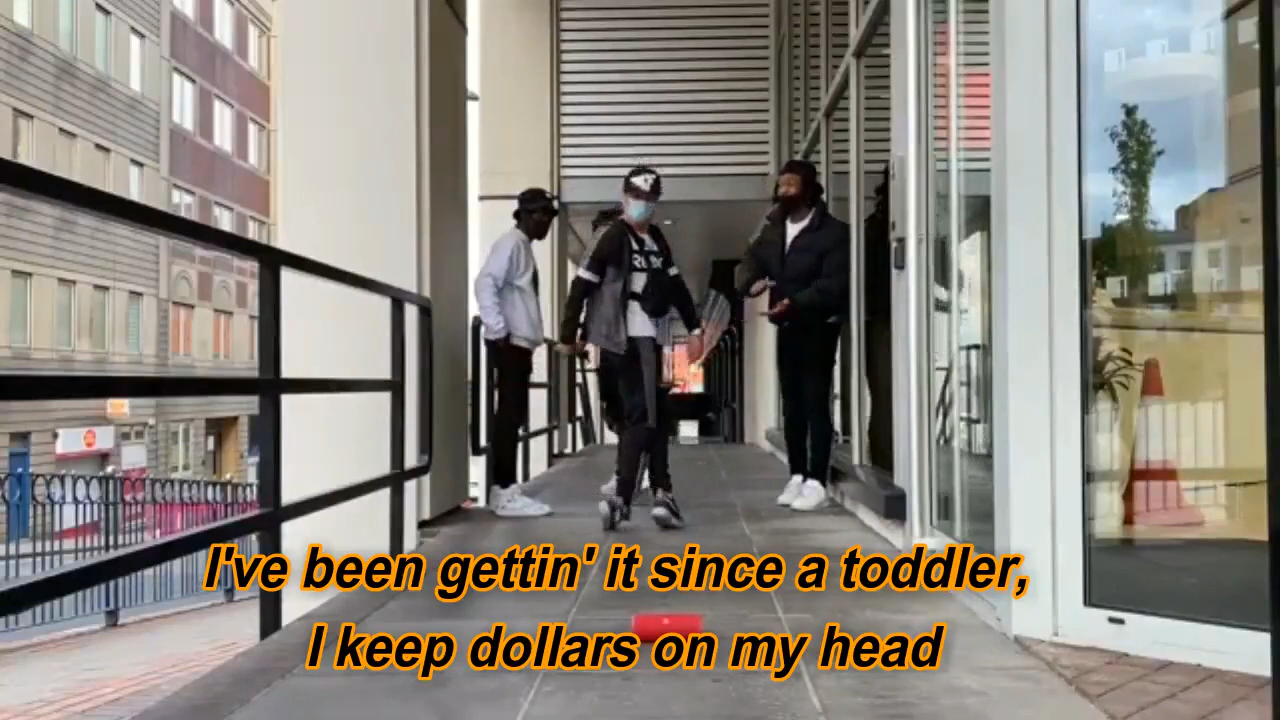 I've been gettin' it since a toddler,
I keep dollars on my head